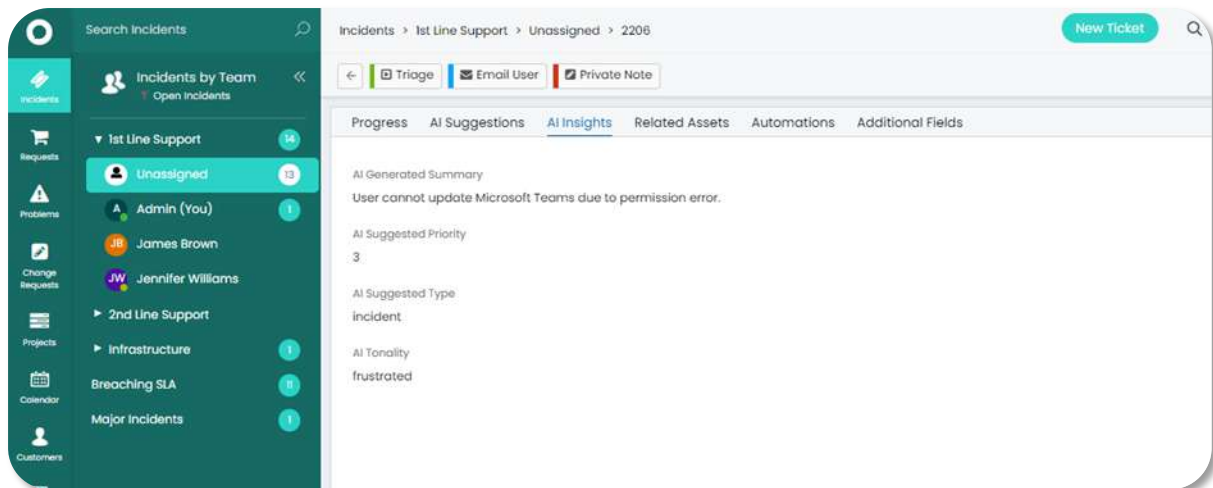 Search Incidents
Incidents > 1st Line Support > Unassigned > 2206
New Ticket
Incidents
Incidents by Team
Open Incidents
Triage
Email User
Private Note
Progress
AI Suggestions
AI Insights
Related Assets
Automations
Additional Fields
Requests
1st Line Support
14
Unassigned
13
Problems
A
Admin (You)
1
JB
James Brown
Change
Requests
JW
Jennifer Williams
Projects
2nd Line Support
Infrastructure
1
Calendar
Breaching SLA
11
Customers
Major Incidents
1
AI Generated Summary
User cannot update Microsoft Teams due to permission error.
AI Suggested Priority
3
AI Suggested Type
incident
AI Tonality
frustrated